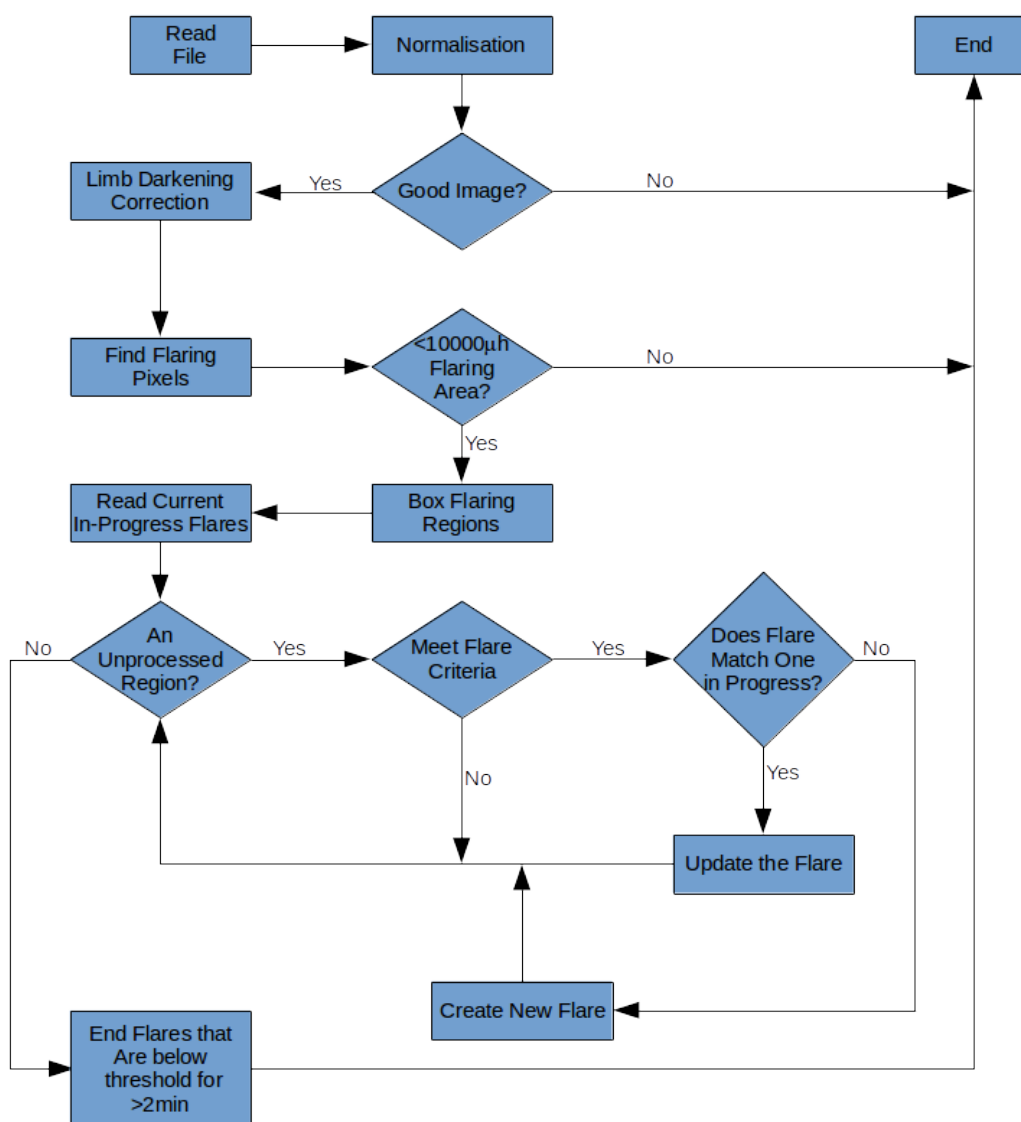 Read
File
Normalisation
End
Limb Darkening
Correction
Yes
Good Image?
No
Find Flaring
Pixels
<10000μh
Flaring
Area?
No
Yes
Read Current
In-Progress Flares
Box Flaring
Regions
No
An
Unprocessed
Region?
Yes
Meet Flare
Criteria
Yes
Does Flare
Match One
in Progress?
No
No
Yes
Update the Flare
Create New Flare
End Flares that
Are below
threshold for
>2min